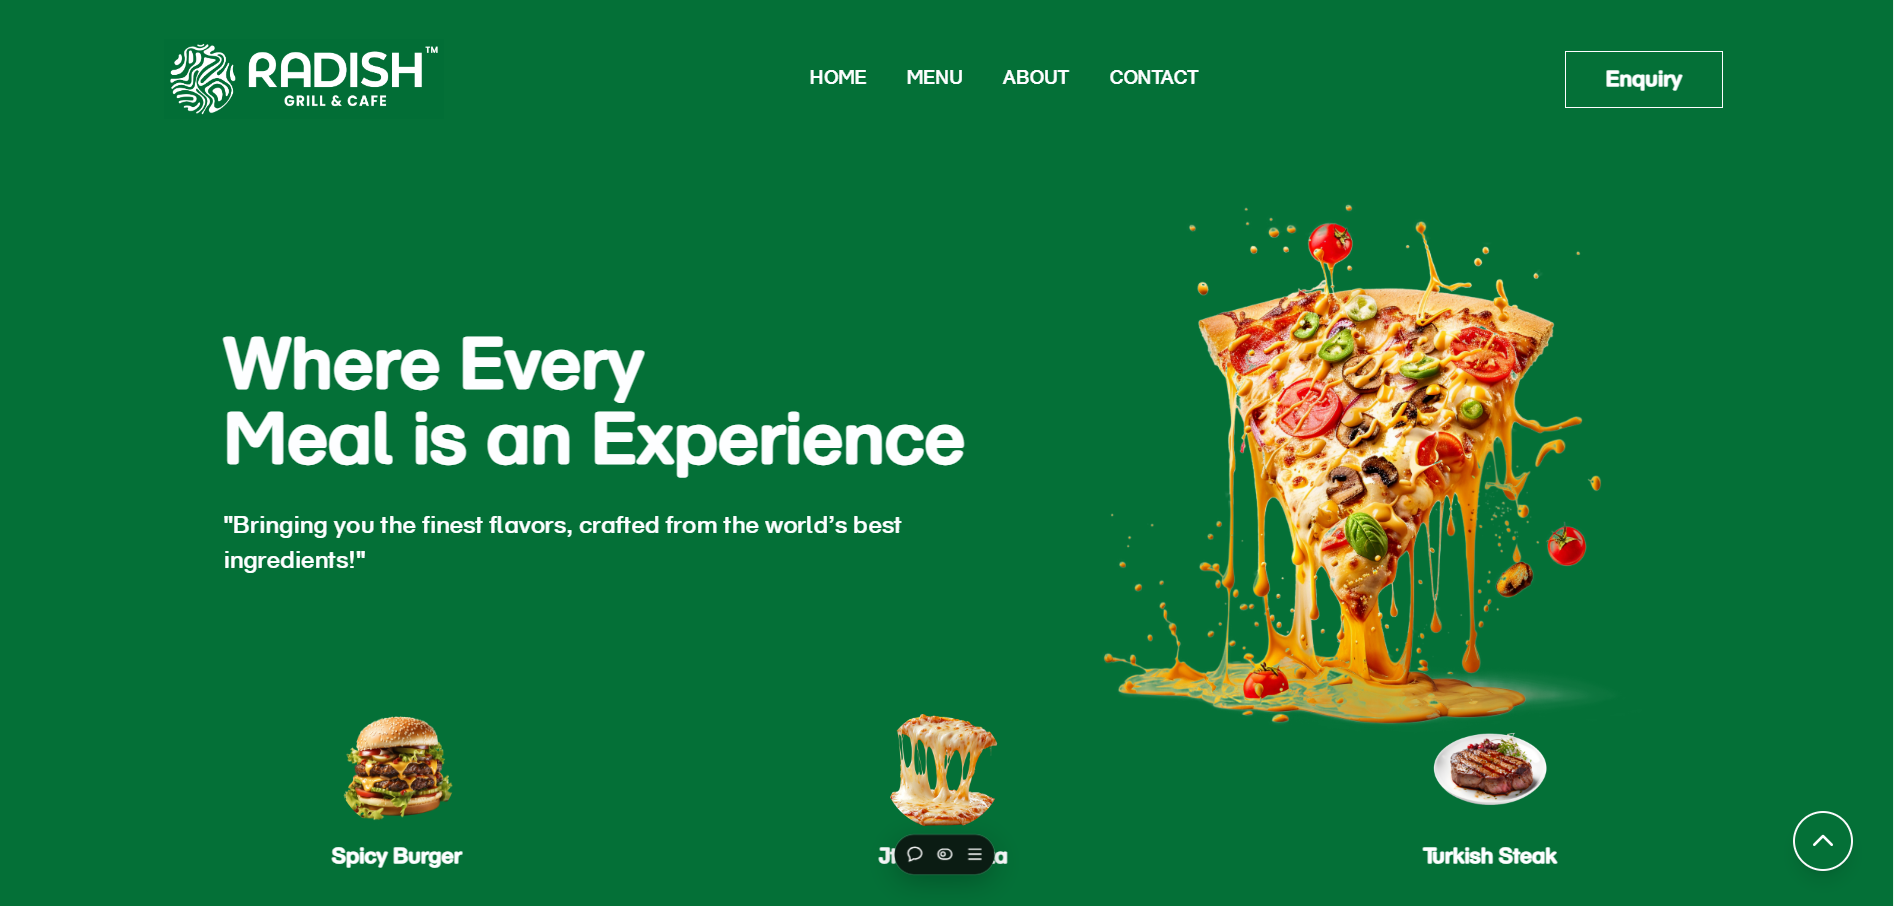 RADISH™
GRILL & CAFE
HOME MENU ABOUT CONTACT
Enquiry
Where Every
Meal is an Experience
"Bringing you the finest flavors, crafted from the world’s best
ingredients!"
Spicy Burger
Turkish Steak